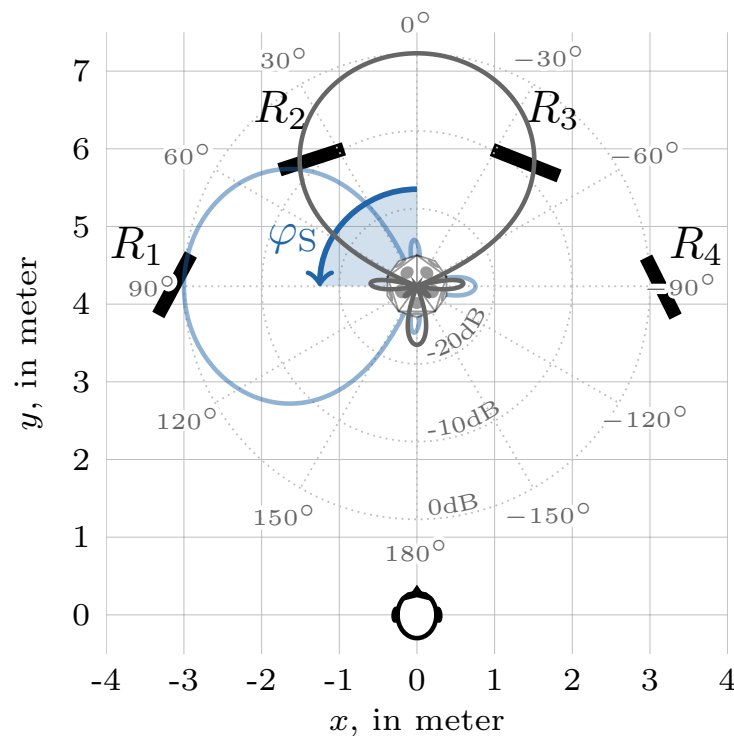 0°
30°
−30°
7
R₂
R₃
6
60°
−60°
5
φS
R₁
R₄
90°
−90°
4
-20dB
3
120°
-10dB
−120°
2
150°
0dB
−150°
1
180°
0
-4 -3 -2 -1 0 1 2 3 4
x, in meter
y, in meter